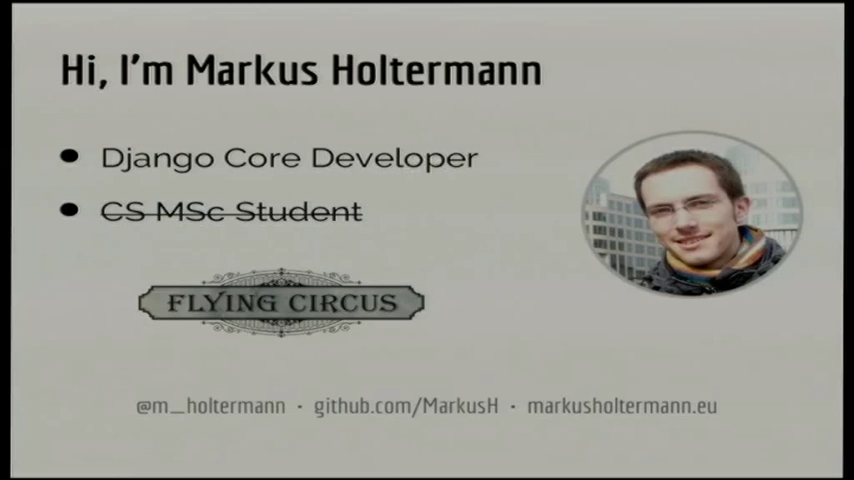 Hi, I'm Markus Holtermann
Django Core Developer
CS MSc Student
FLYING CIRCUS
@m_holtermann · github.com/MarkusH · markusholtermann.eu